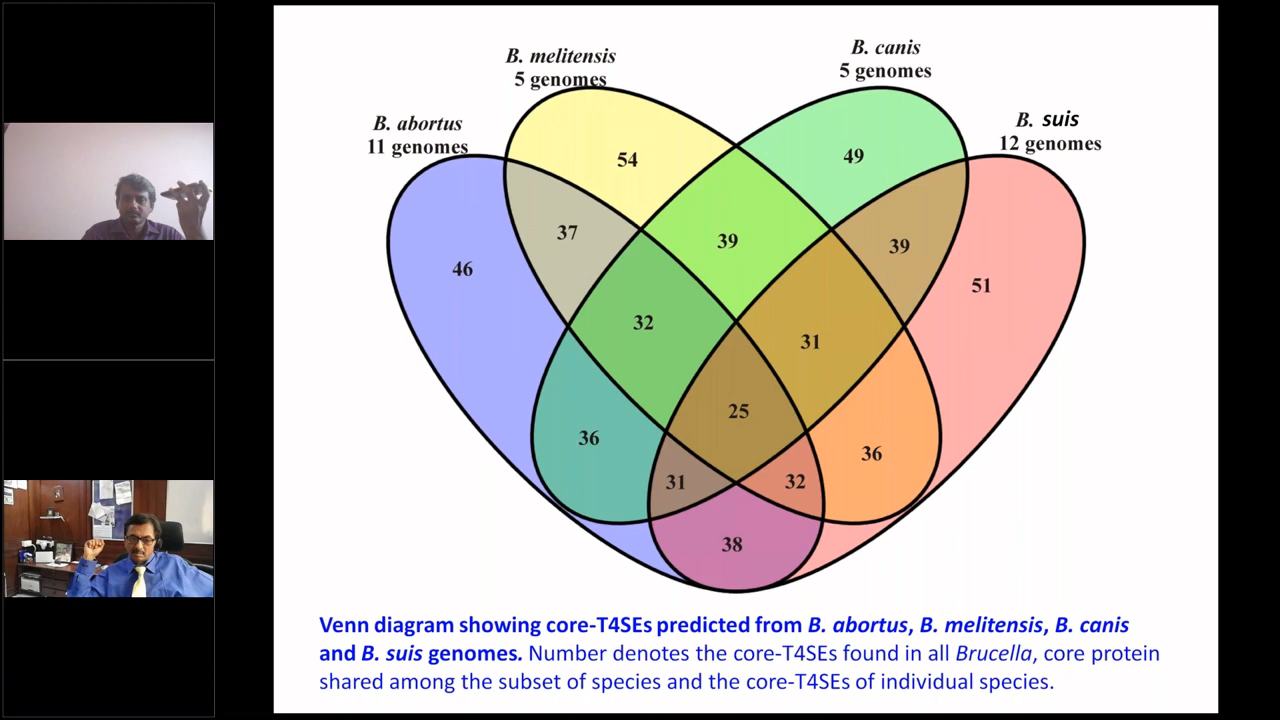 B. melitensis
5 genomes
B. canis
5 genomes
B. abortus
11 genomes
B. suis
12 genomes
54
49
37
39
39
46
51
32
31
25
36
36
31
32
38
Venn diagram showing core-T4SEs predicted from B. abortus, B. melitensis, B. canis
and B. suis genomes. Number denotes the core-T4SEs found in all Brucella, core protein
shared among the subset of species and the core-T4SEs of individual species.